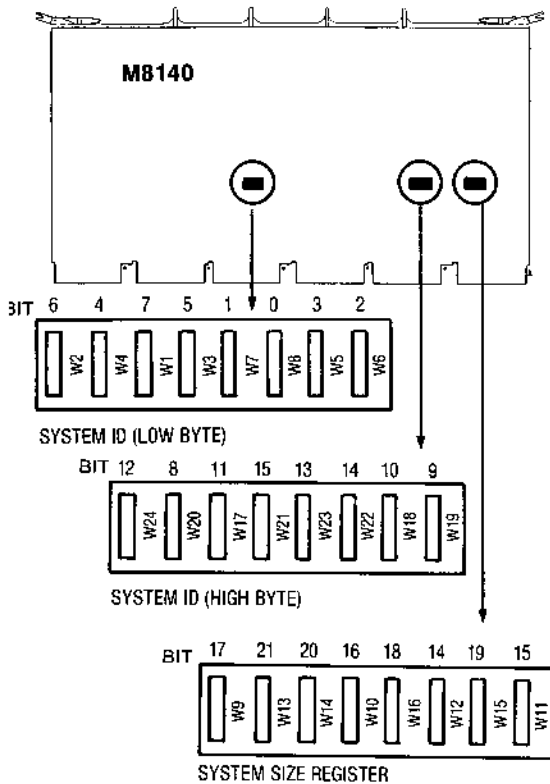 M8140
BIT 6 4 7 5 1 0 3 2
W2 W4 W1 W3 W7 W8 W5 W6
SYSTEM ID (LOW BYTE)
BIT 12 8 11 15 13 14 10 9
W24 W20 W17 W21 W23 W22 W18 W19
SYSTEM ID (HIGH BYTE)
BIT 17 21 20 16 18 14 19 15
W9 W13 W14 W10 W16 W12 W15 W11
SYSTEM SIZE REGISTER